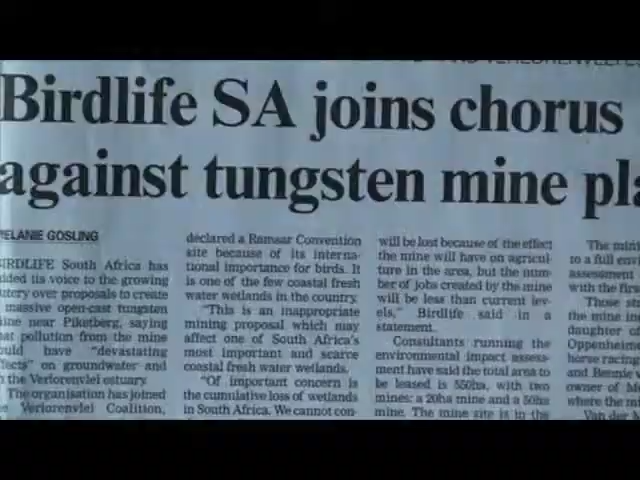 Birdlife SA joins chorus
against tungsten mine pla
ELANIE GOSLING
IRDLIFE South Africa has
dded its voice to the growing
utcry over proposals to create
massive open-cast tungsten
ine near Piketberg, saying
at pollution from the mine
ould have "devastating
fects" on groundwater and
the Verlorenvlei estuary.
The organisation has joined
e Verlorenvlei Coalition,
declared a Ramsar Convention
site because of its interna-
tional importance for birds. It
is one of the few coastal fresh
water wetlands in the country.
"This is an inappropriate
mining proposal which may
affect one of South Africa's
most important and scarce
coastal fresh water wetlands.
"Of important concern is
the cumulative loss of wetlands
in South Africa. We cannot con-
will be lost because of the effect
the mine will have on agricul-
ture in the area, but the num-
ber of jobs created by the mine
will be less than current lev-
els," Birdlife said in a
statement.
Consultants running the
environmental impact assess-
ment have said the total area to
be leased is 550ha, with two
mines: a 20ha mine and a 50ha
mine. The mine site is in the
The min
to a full envi
assessment
with the firs
Those s
the mine in
daughter o
Oppenheime
horse racing
and Bennie v
owner of M
where the mi
Van der M